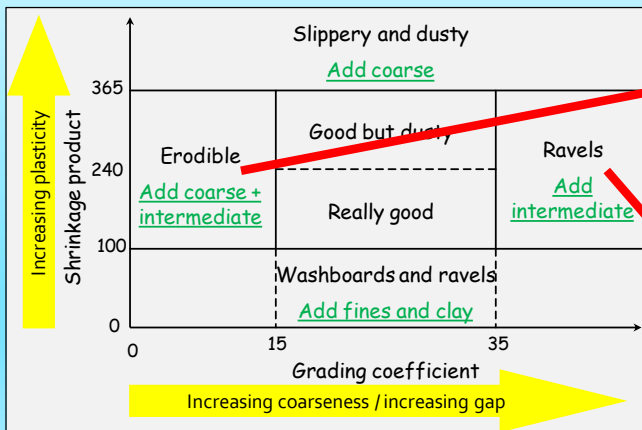 Slippery and dusty
Add coarse
365
Good but dusty
Erodible
Ravels
240
Add coarse +
intermediate
Add
intermediate
Really good
100
Washboards and ravels
Add fines and clay
0
0
15
35
Grading coefficient
Increasing coarseness / increasing gap
Increasing plasticity
Shrinkage product